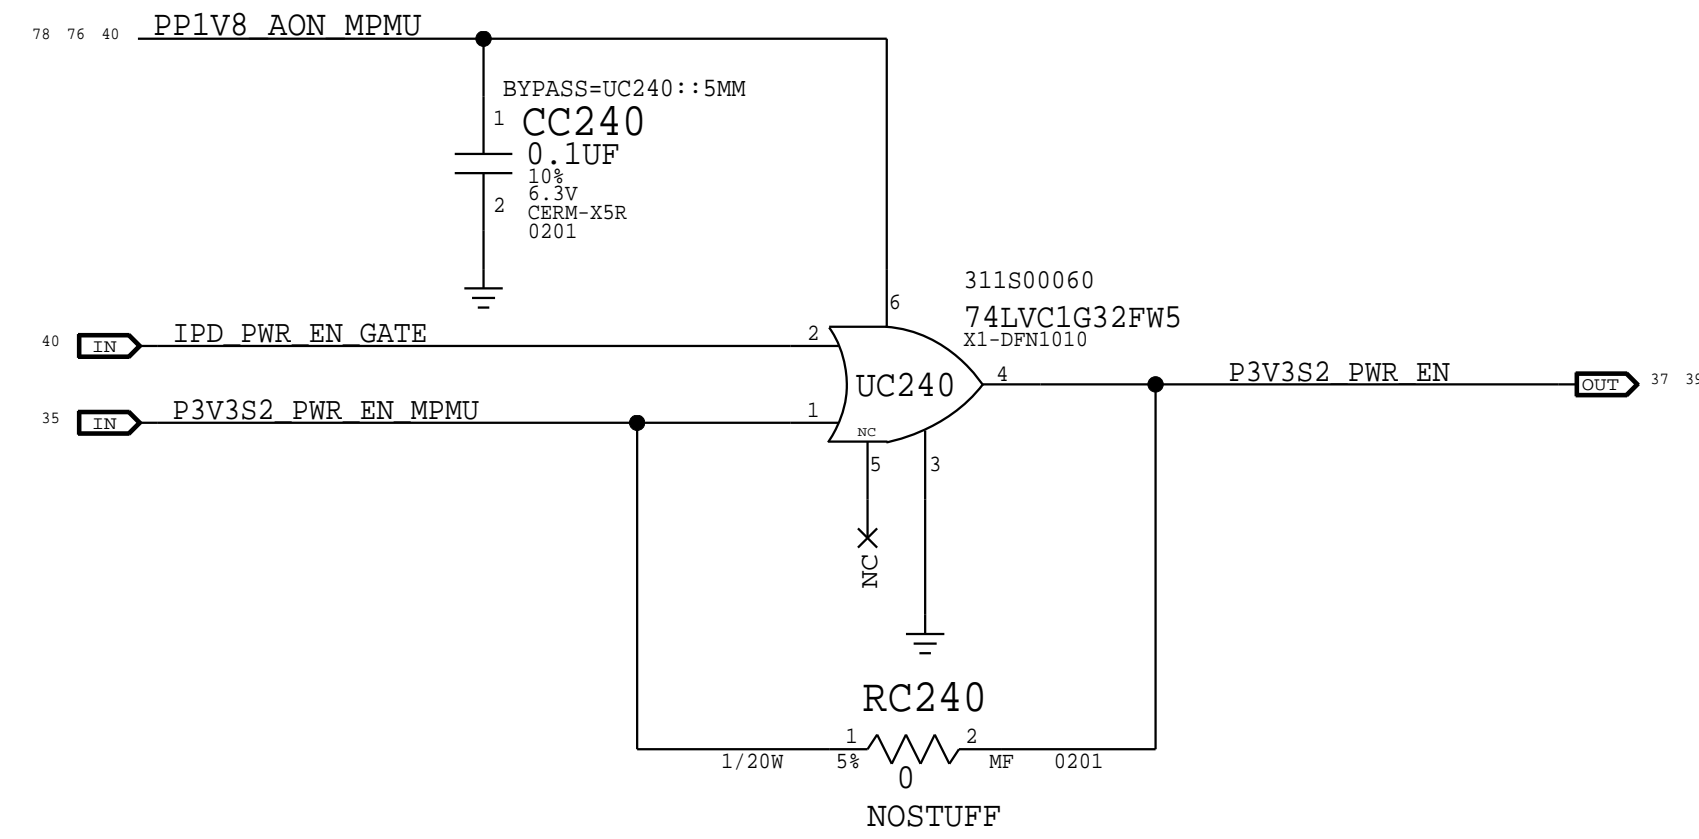 78 76 40 PP1V8_AON_MPMU
BYPASS=UC240::5MM
1 CC240
0.1UF
10%
6.3V
2 CERM-X5R
0201
311S00060
6
74LVC1G32FW5
X1-DFN1010
40 IN IPD_PWR_EN_GATE 2
UC240 4 P3V3S2_PWR_EN OUT 37 39
35 IN P3V3S2_PWR_EN_MPMU 1
NC
5 3
NC
RC240
1 2
1/20W 5% MF 0201
0
NOSTUFF